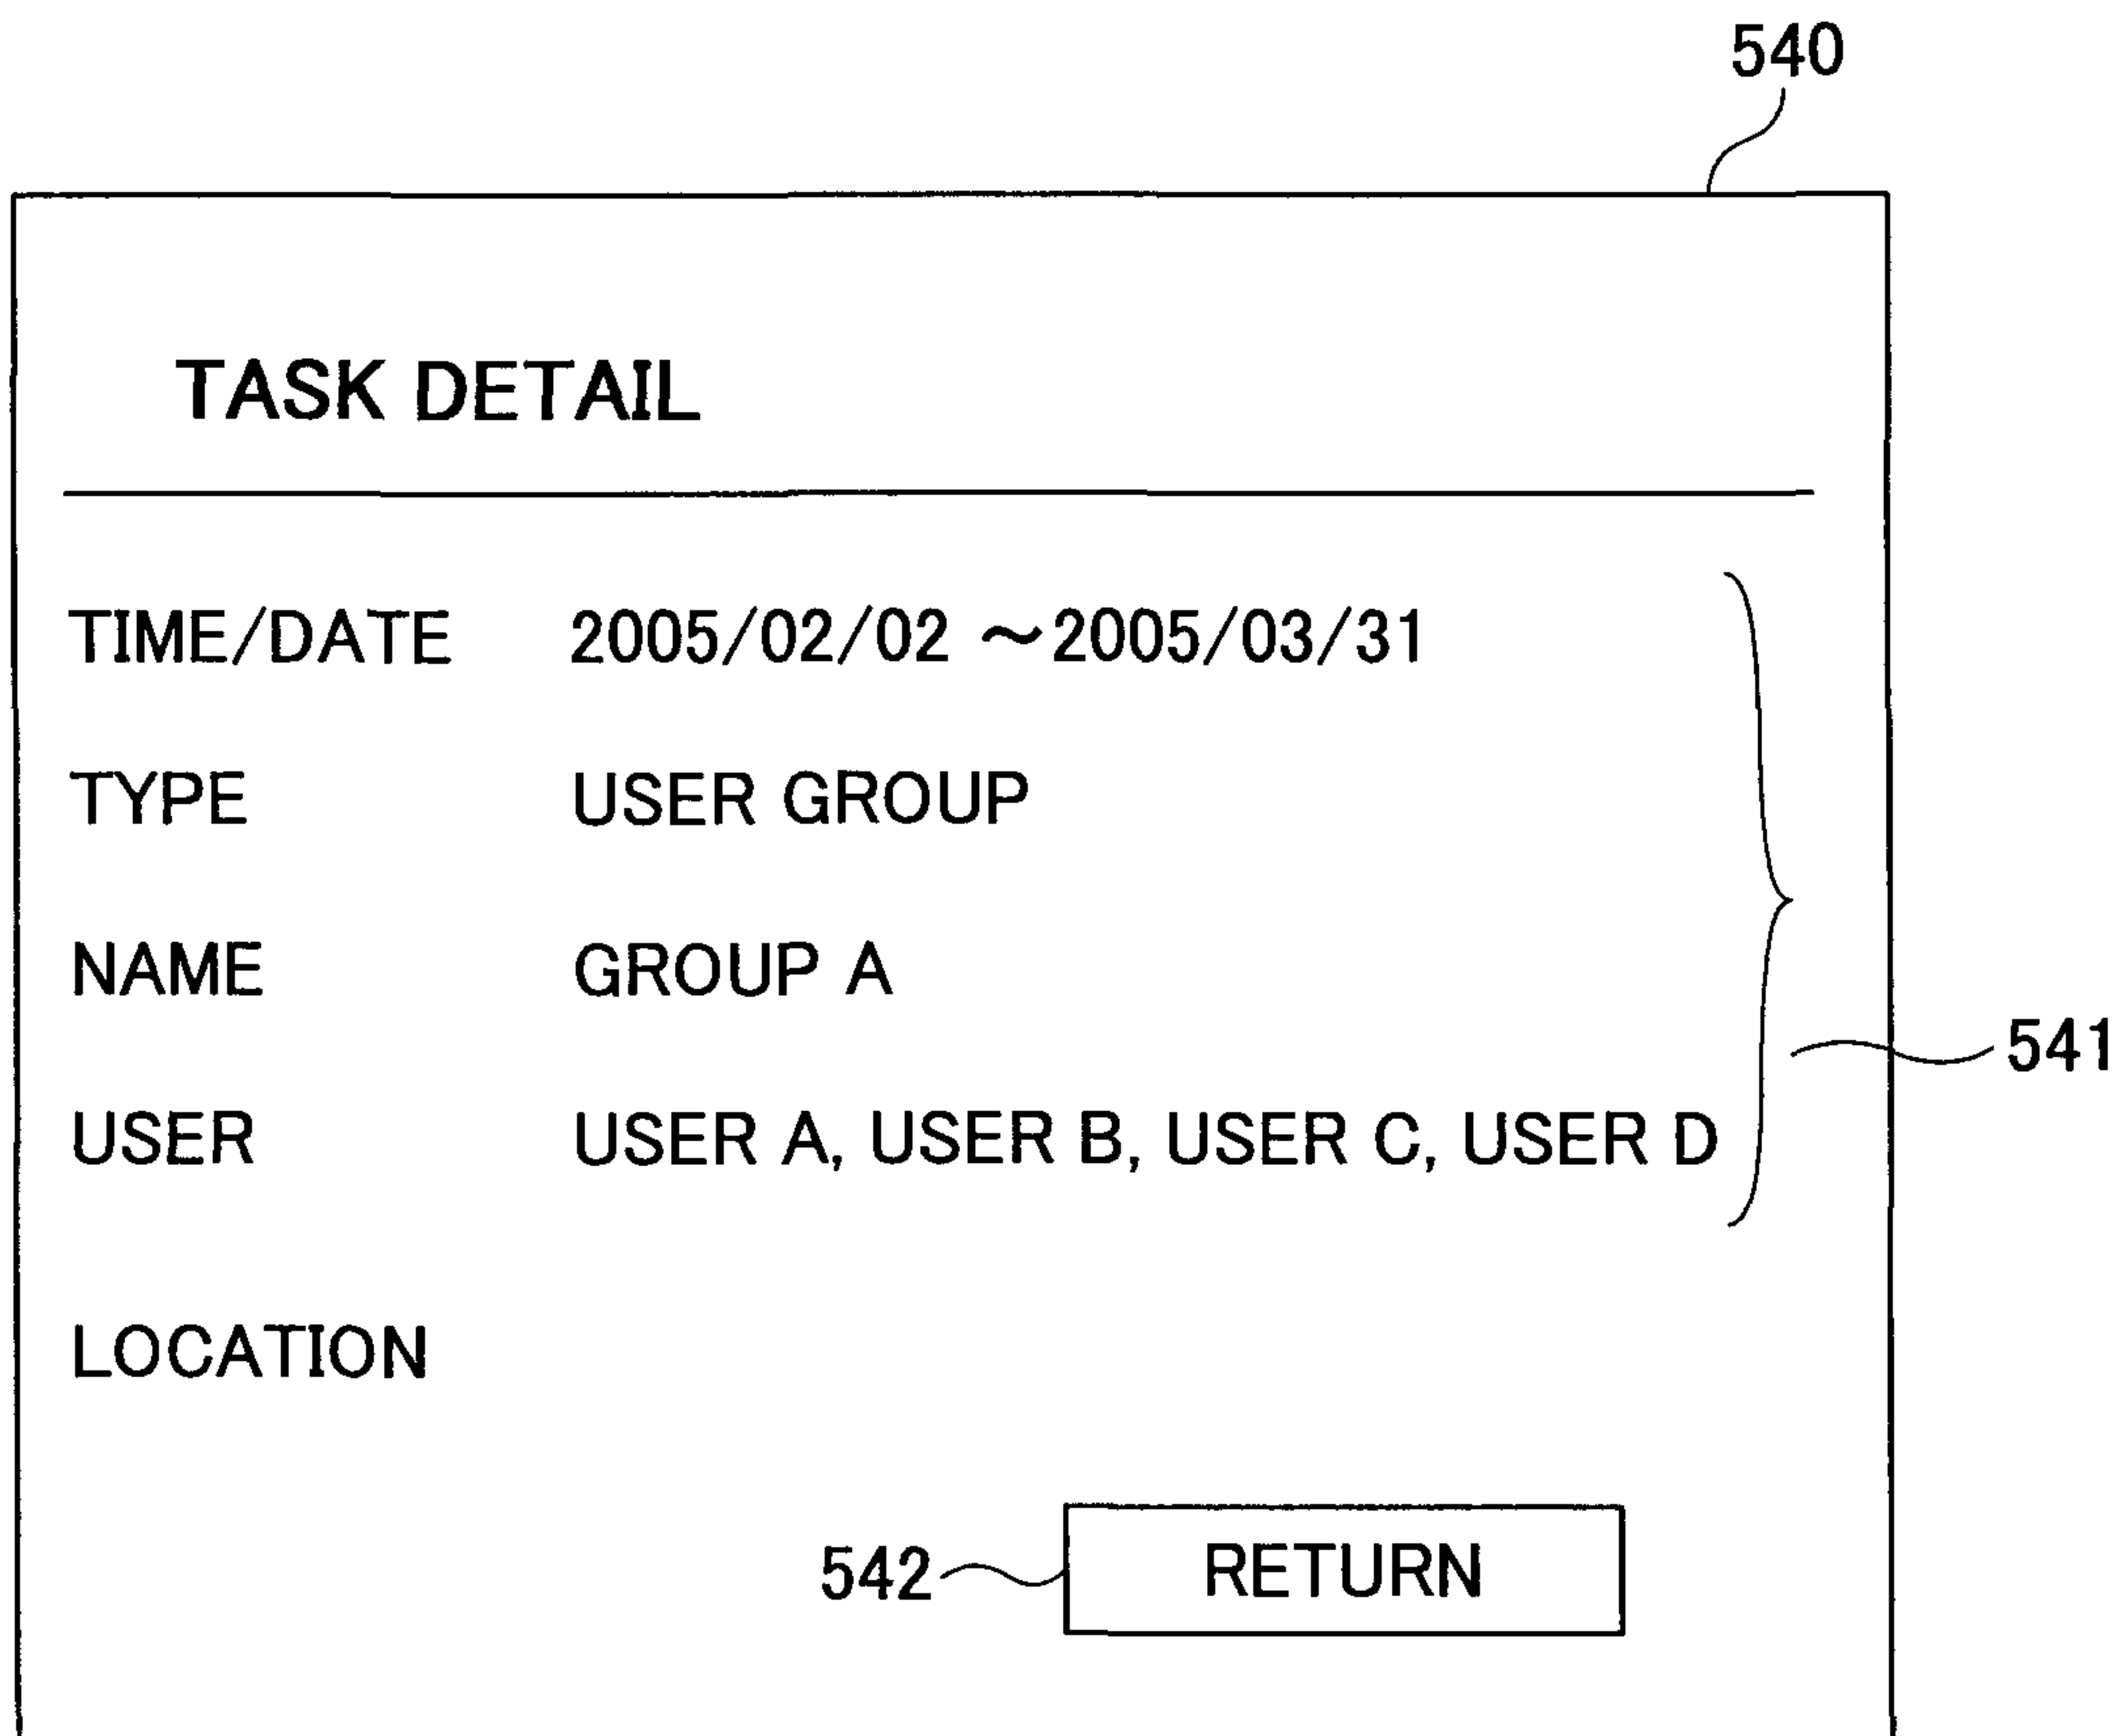 540
TASK DETAIL
TIME/DATE 2005/02/02 ~2005/03/31
TYPE USER GROUP
NAME GROUP A
541
USER USER A, USER B, USER C, USER D
LOCATION
542 RETURN